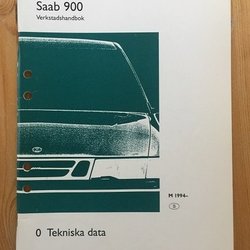 Saab 900
Verkstadshandbok
M 1994–
S
0 Tekniska data